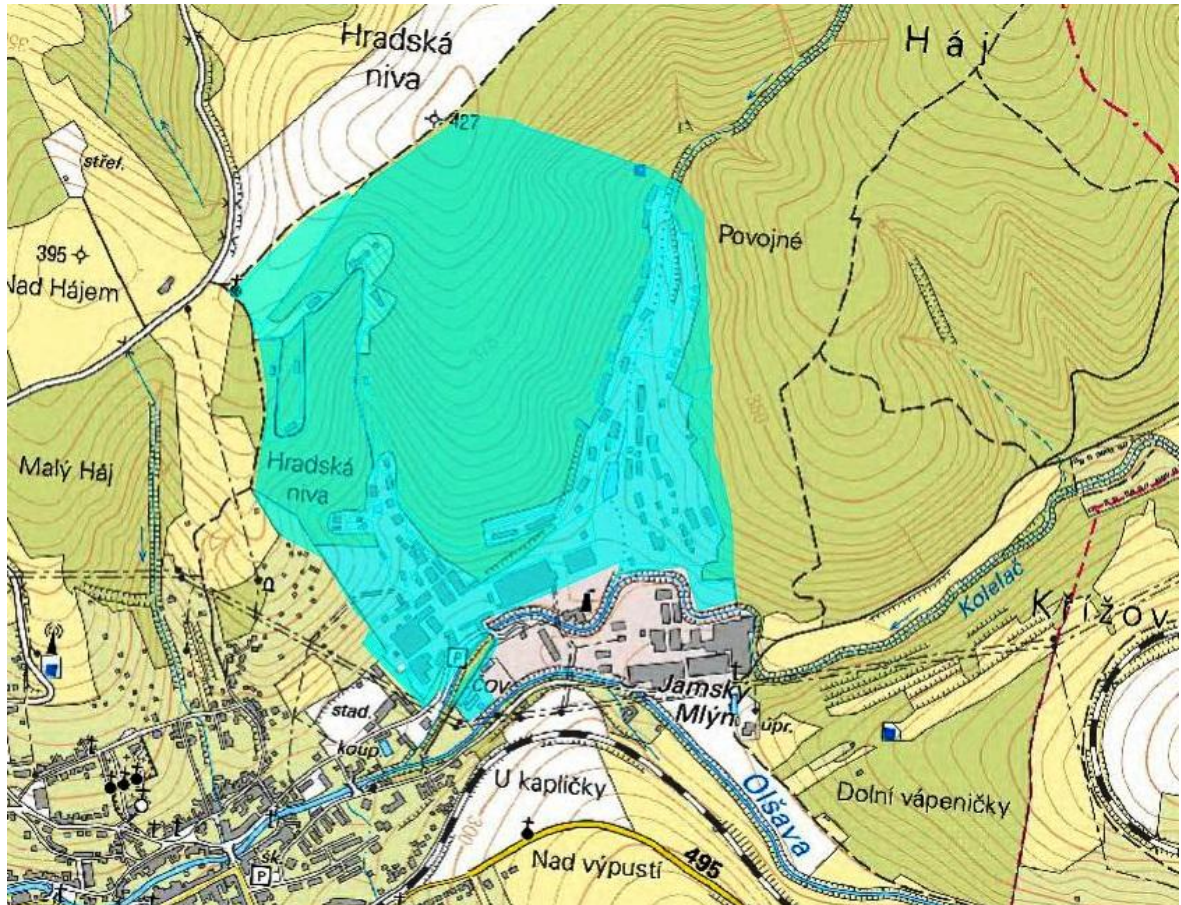 Hradská
niva
427
Háj
střel.
395
Nad Hájem
Povojné
Malý Háj
Hradská
niva
Kolelač
Křížov
P
Čov
Jamský
Mlýn
úpr.
stad.
koup.
U kapličky
Olšava
Dolní vápeničky
šk.
P
Nad výpustí
495
300